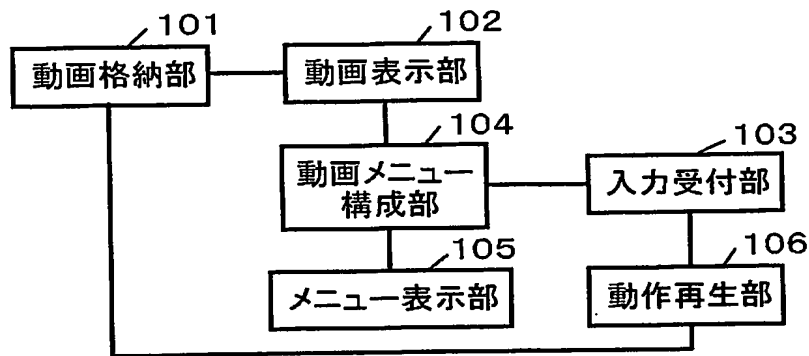 101
動画格納部
102
動画表示部
104
動画メニュー
構成部
103
入力受付部
105
メニュー表示部
106
動作再生部